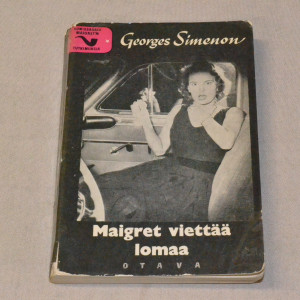 Georges Simenon
Maigret viettää
lomaa
OTAVA